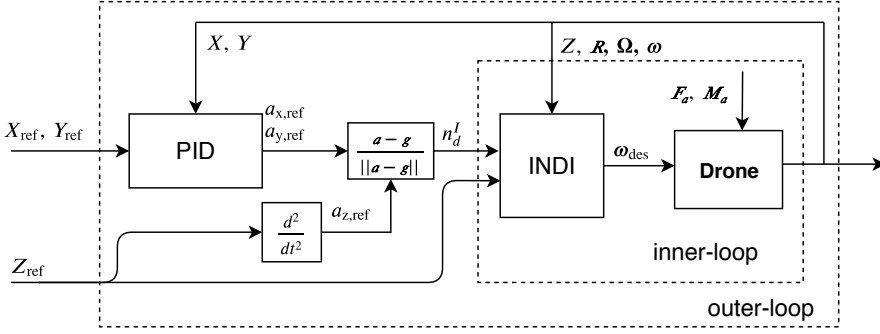 X, Y
Z, R, Ω, ω
F_a, M_a
a_x,ref
a_y,ref
X_ref, Y_ref
PID
a − g
||a − g||
n_d^I
INDI
ω_des
Drone
d²
dt²
a_z,ref
Z_ref
inner-loop
outer-loop